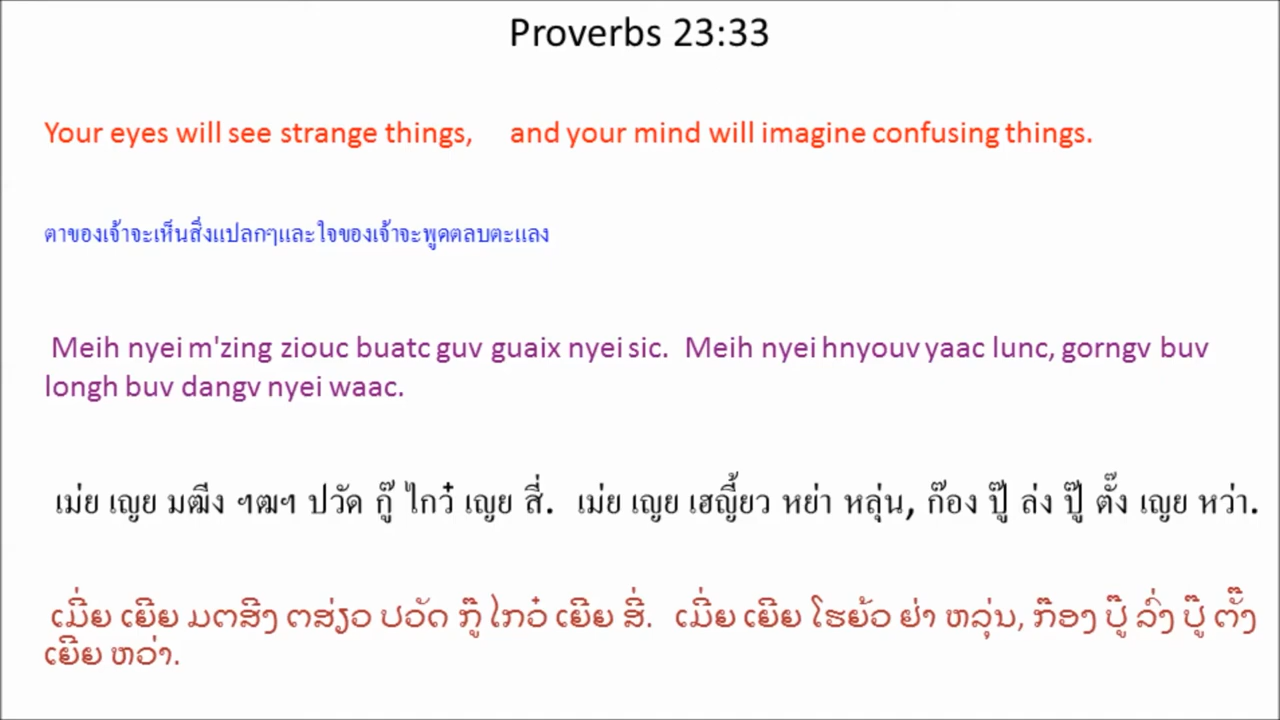 Proverbs 23:33
Your eyes will see strange things, and your mind will imagine confusing things.
ตาของเจ้าจะเห็นสิ่งแปลกๆและใจของเจ้าจะพูดตลบตะแลง
Meih nyei m'zing ziouc buatc guv guaix nyei sic. Meih nyei hnyouv yaac lunc, gorngv buv
longh buv dangv nyei waac.
เม่ย เญย มฒีง ฯฒฯ ปวัด กู๊ ไกว๋ เญย สี่. เม่ย เญย เฮญี้ยว หย่า หลุ่น, ก๊อง ปู๊ ล่ง ปู๊ ตั๊ง เญย หว่า.
ເມີ່ຍ ເຍີຍ ມຕສີງ ຕສ່ຽວ ປວັດ ກູ໊ ໄກວ໋ ເຍີຍ ສີ່. ເມີ່ຍ ເຍີຍ ໂຮຍ້ວ ຢ່າ ຫລຸ່ນ, ກ໊ອງ ປູ໊ ລົ່ງ ປູ໊ ຕັ໊ງ
ເຍີຍ ຫວ່າ.